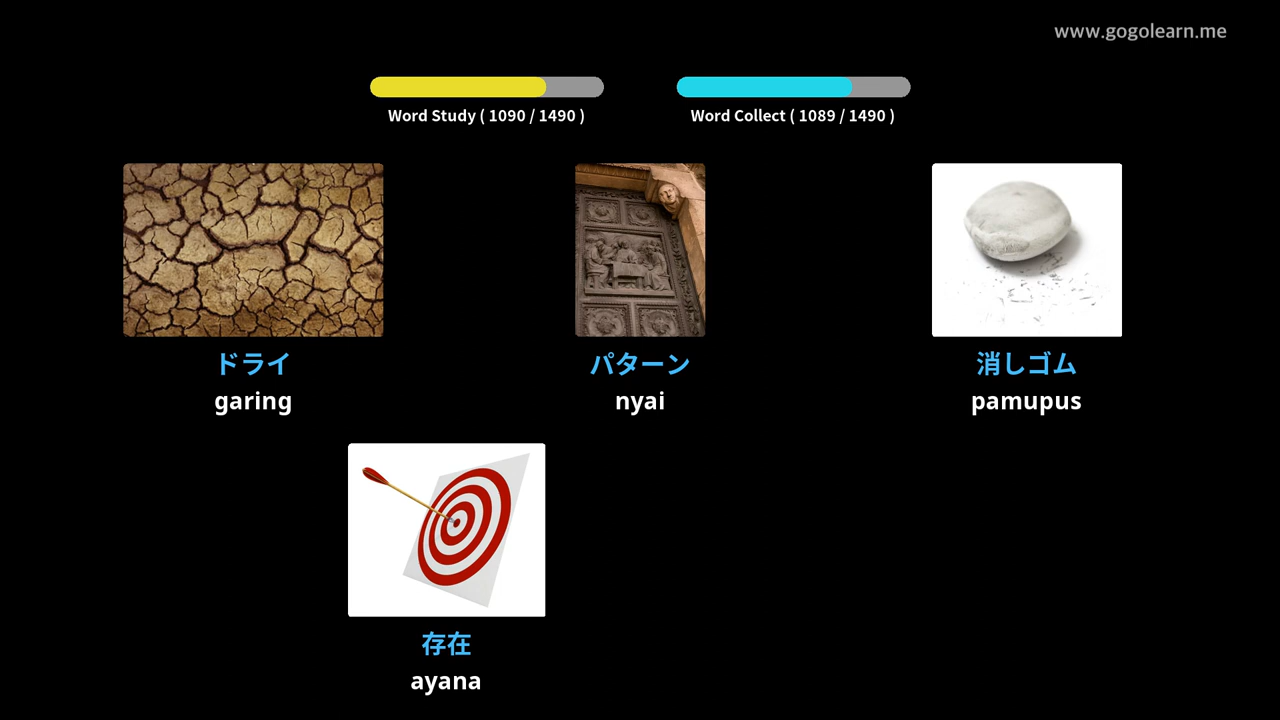 www.gogolearn.me
Word Study ( 1090 / 1490 )
Word Collect ( 1089 / 1490 )
ドライ
garing
パターン
nyai
消しゴム
pamupus
存在
ayana